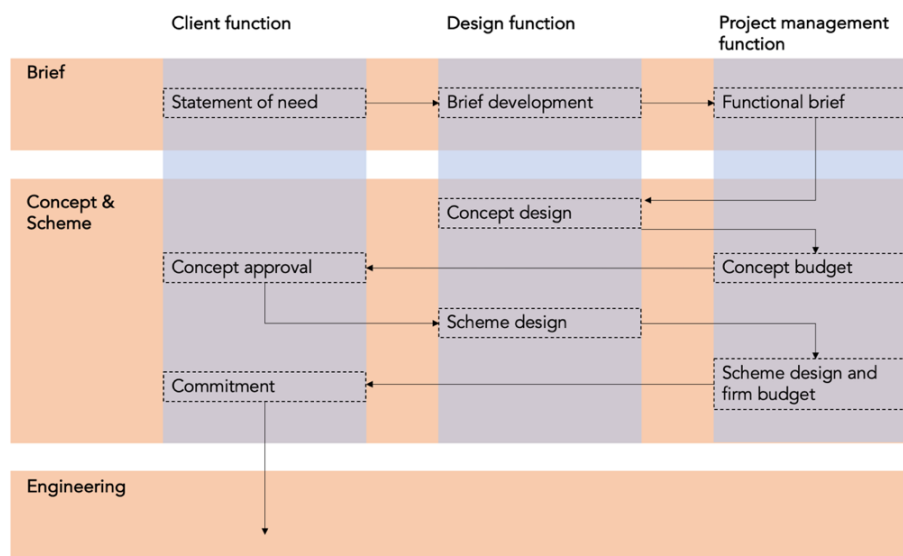 Client function
Design function
Project management
function
Brief
Statement of need
Brief development
Functional brief
Concept &
Scheme
Concept design
Concept approval
Concept budget
Scheme design
Commitment
Scheme design and
firm budget
Engineering